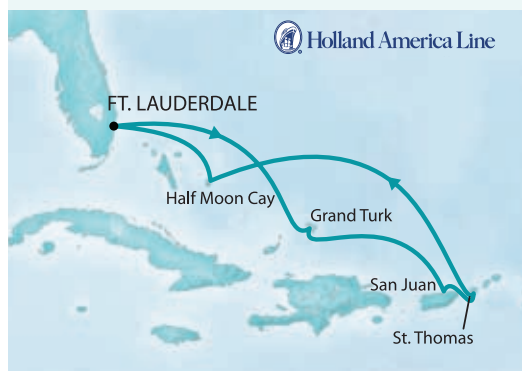 Holland America Line
FT. LAUDERDALE
Half Moon Cay
Grand Turk
San Juan
St. Thomas